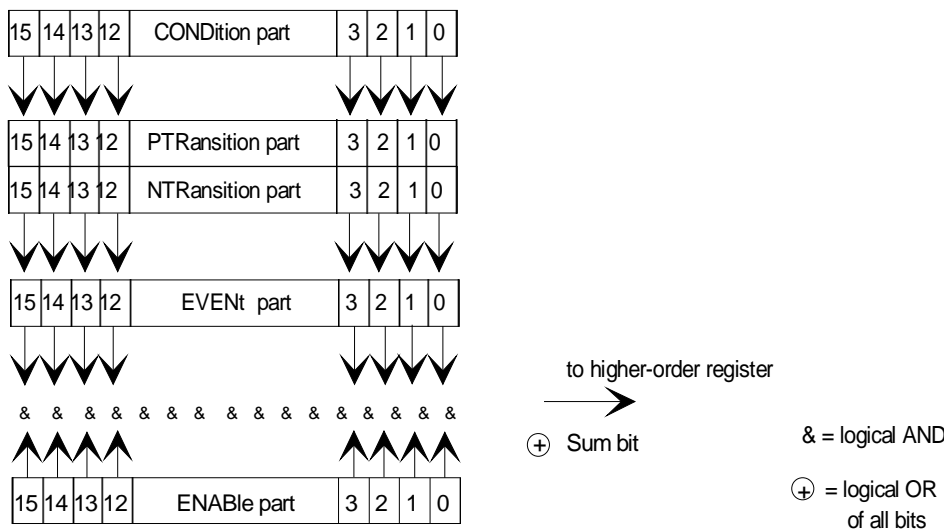 15 14 13 12 CONDition part 3 2 1 0
15 14 13 12 PTRansition part 3 2 1 0
15 14 13 12 NTRansition part 3 2 1 0
15 14 13 12 EVENt part 3 2 1 0
to higher-order register
& & & & & & & & & & & & & & & &
+ Sum bit
& = logical AND
15 14 13 12 ENABle part 3 2 1 0
+ = logical OR
of all bits